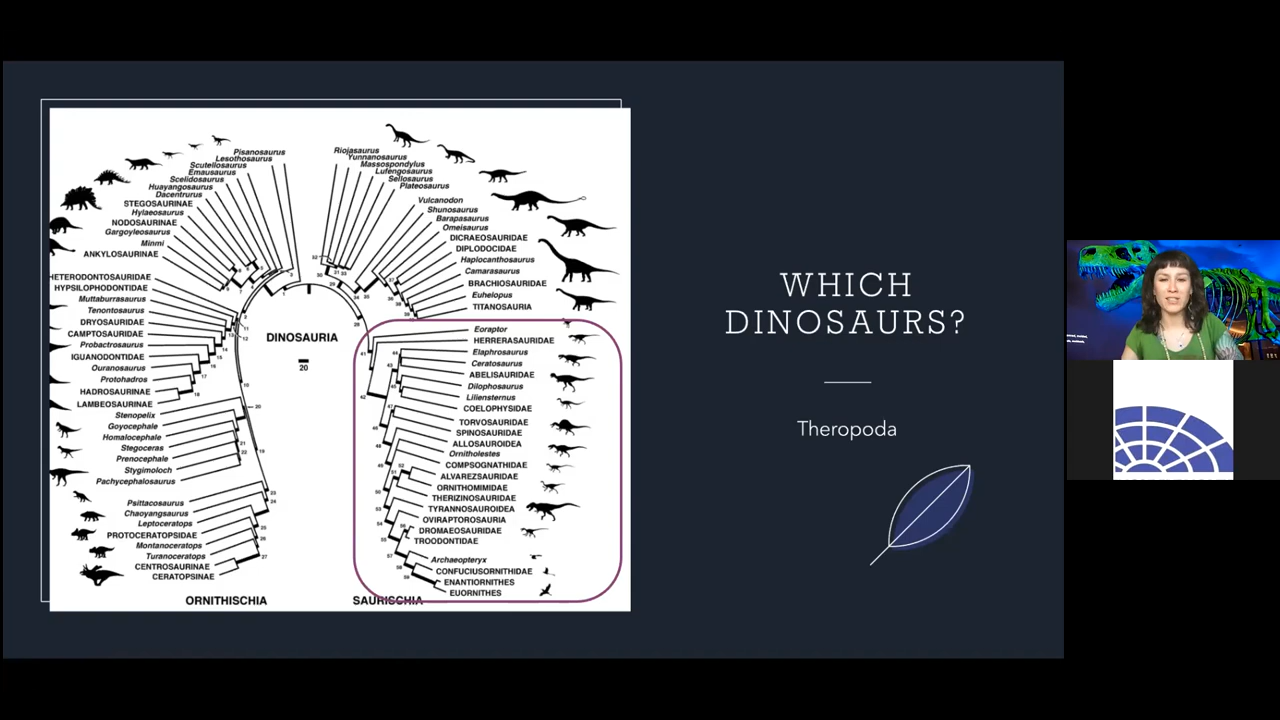 Pisanosaurus
Lesothosaurus
Scutellosaurus
Emausaurus
Scelidosaurus
Huayangosaurus
Dacentrurus
STEGOSAURINAE
Hylaeosaurus
NODOSAURINAE
Gargoyleosaurus
Minmi
ANKYLOSAURINAE
HETERODONTOSAURIDAE
HYPSILOPHODONTIDAE
Muttaburrasaurus
Tenontosaurus
DRYOSAURIDAE
CAMPTOSAURIDAE
Probactrosaurus
IGUANODONTIDAE
Ouranosaurus
Protohadros
HADROSAURINAE
LAMBEOSAURINAE
Stenopelix
Goyocephale
Homalocephale
Stegoceras
Prenocephale
Stygimoloch
Pachycephalosaurus
Psittacosaurus
Chaoyangsaurus
Leptoceratops
PROTOCERATOPSIDAE
Montanoceratops
Turanoceratops
CENTROSAURINAE
CERATOPSINAE
ORNITHISCHIA
DINOSAURIA
20
Riojasaurus
Yunnanosaurus
Massospondylus
Lufengosaurus
Sellosaurus
Plateosaurus
Vulcanodon
Shunosaurus
Barapasaurus
Omeisaurus
DICRAEOSAURIDAE
DIPLODOCIDAE
Haplocanthosaurus
Camarasaurus
BRACHIOSAURIDAE
Euhelopus
TITANOSAURIA
Eoraptor
HERRERASAURIDAE
Elaphrosaurus
Ceratosaurus
ABELISAURIDAE
Dilophosaurus
Liliensternus
COELOPHYSIDAE
TORVOSAURIDAE
SPINOSAURIDAE
ALLOSAUROIDEA
Ornitholestes
COMPSOGNATHIDAE
ALVAREZSAURIDAE
ORNITHOMIMIDAE
THERIZINOSAURIDAE
TYRANNOSAUROIDEA
OVIRAPTOROSAURIA
DROMAEOSAURIDAE
TROODONTIDAE
Archaeopteryx
CONFUCIUSORNITHIDAE
ENANTIORNITHES
EUORNITHES
SAURISCHIA
WHICH
DINOSAURS?
Theropoda